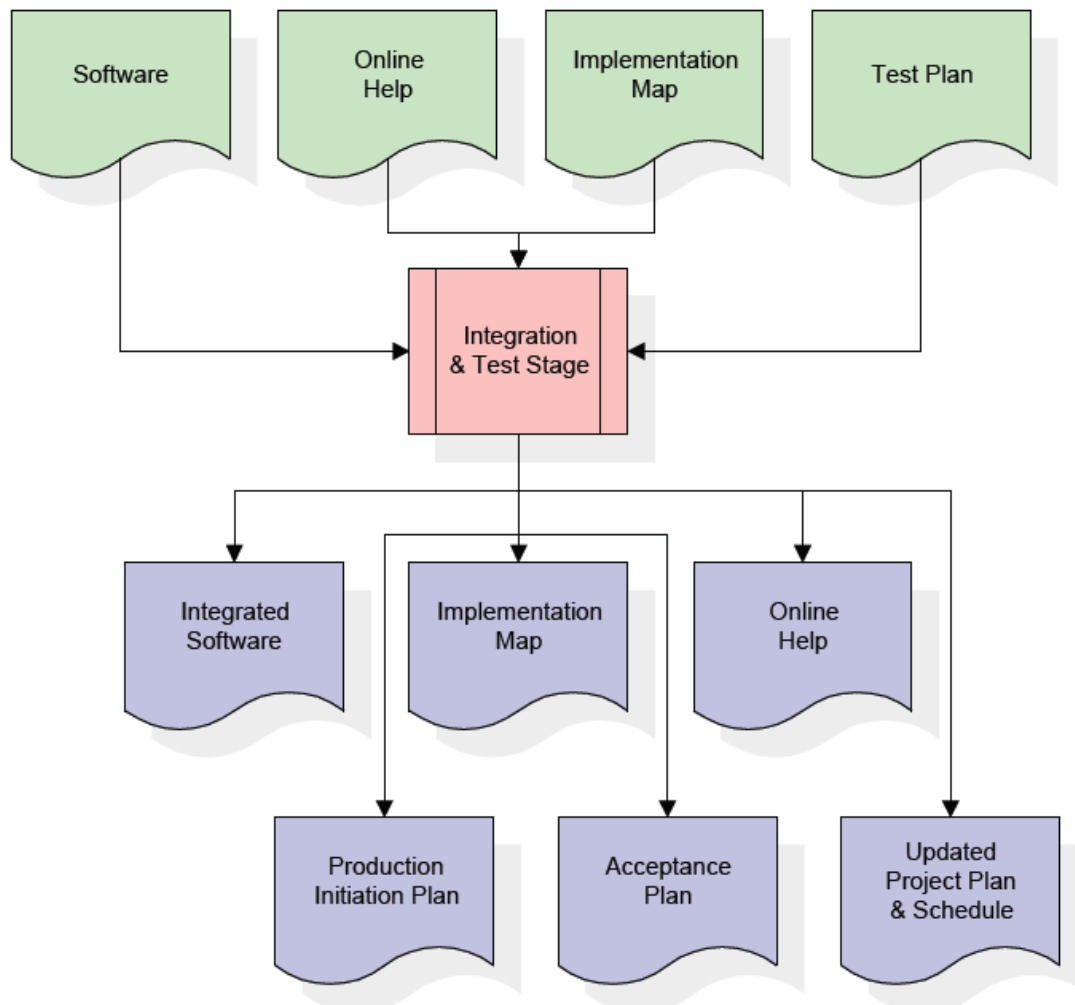 Software
Online
Help
Implementation
Map
Test Plan
Integration
& Test Stage
Integrated
Software
Implementation
Map
Online
Help
Production
Initiation Plan
Acceptance
Plan
Updated
Project Plan
& Schedule